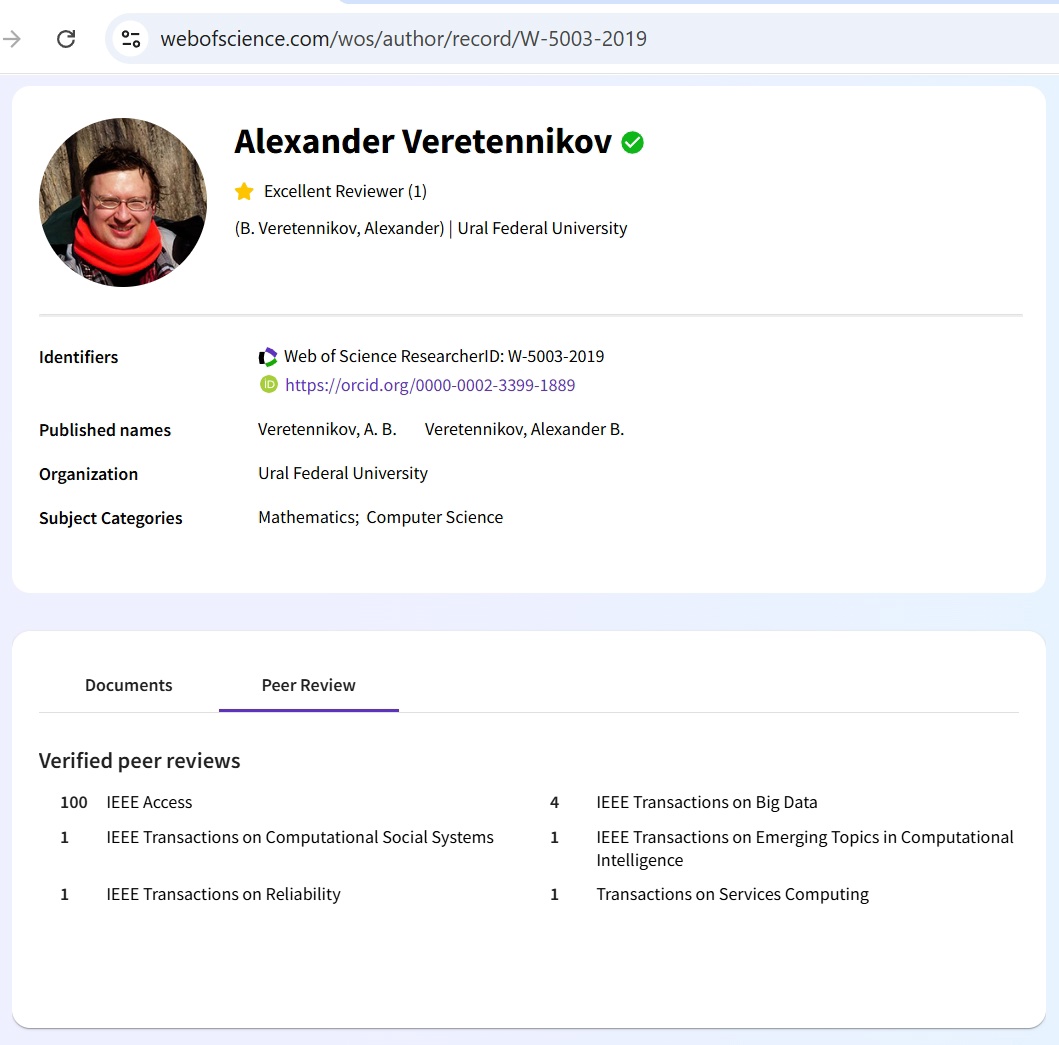 webofscience.com/wos/author/record/W-5003-2019
Alexander Veretennikov
Excellent Reviewer (1)
(B. Veretennikov, Alexander) | Ural Federal University
Identifiers
Web of Science ResearcherID: W-5003-2019
iD https://orcid.org/0000-0002-3399-1889
Published names
Veretennikov, A. B. Veretennikov, Alexander B.
Organization
Ural Federal University
Subject Categories
Mathematics; Computer Science
Documents
Peer Review
Verified peer reviews
100 IEEE Access
4 IEEE Transactions on Big Data
1 IEEE Transactions on Computational Social Systems
1 IEEE Transactions on Emerging Topics in Computational
Intelligence
1 IEEE Transactions on Reliability
1 Transactions on Services Computing